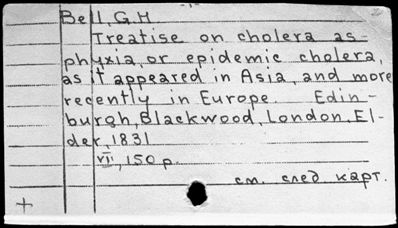 Bell, G.H.
Treatise on cholera as-
phyxia, or epidemic cholera,
as it appeared in Asia, and more
recently in Europe. Edin-
burgh, Blackwood, London, El-
der, 1831
VII, 150 p.
см. след карт.
+